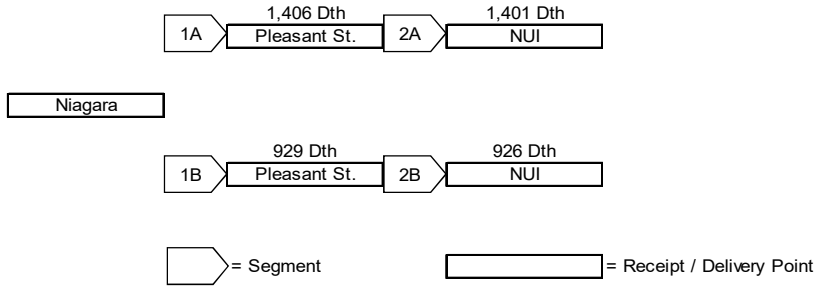 1,406 Dth 1,401 Dth
1A Pleasant St. 2A NUI
Niagara
929 Dth 926 Dth
1B Pleasant St. 2B NUI
= Segment = Receipt / Delivery Point